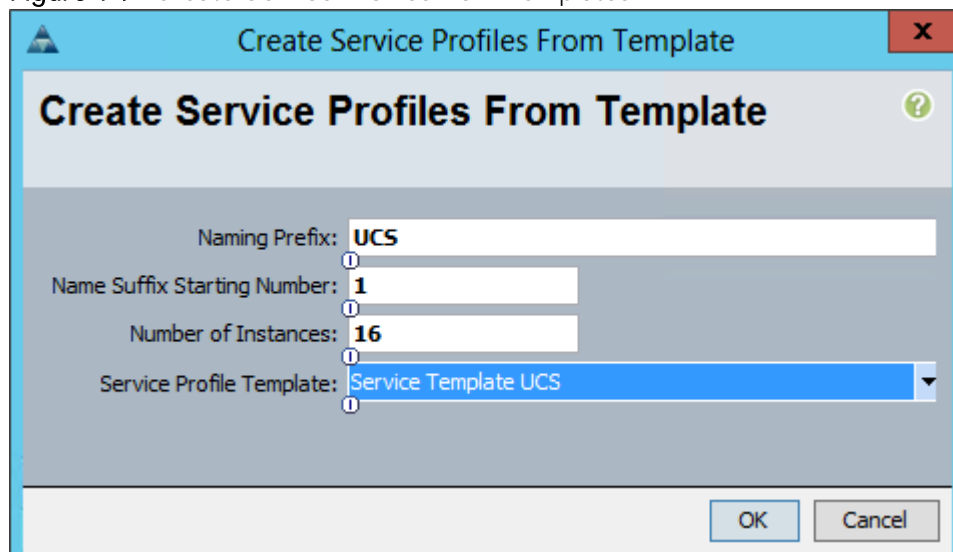 Create Service Profiles From Template
Create Service Profiles From Template
Naming Prefix: UCS
Name Suffix Starting Number: 1
Number of Instances: 16
Service Profile Template: Service Template UCS
OK Cancel